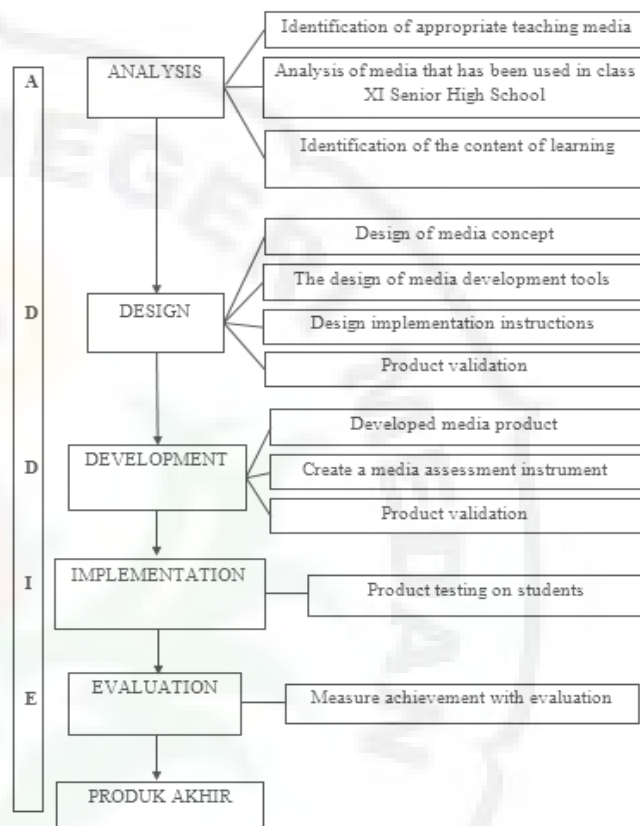 A
ANALYSIS
Identification of appropriate teaching media
Analysis of media that has been used in class
XI Senior High School
Identification of the content of learning
D
DESIGN
Design of media concept
The design of media development tools
Design implementation instructions
Product validation
D
DEVELOPMENT
Developed media product
Create a media assessment instrument
Product validation
I
IMPLEMENTATION
Product testing on students
E
EVALUATION
Measure achievement with evaluation
PRODUK AKHIR